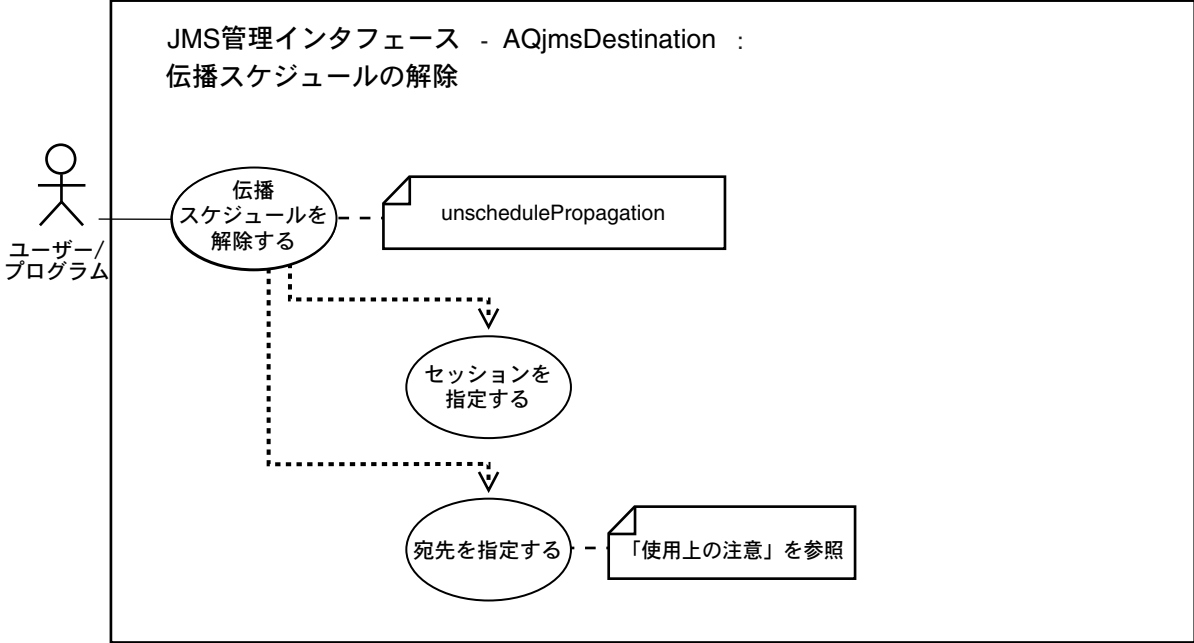 JMS管理インタフェース - AQjmsDestination :
伝播スケジュールの解除
伝播
スケジュールを
解除する
unschedulePropagation
ユーザー/
プログラム
セッションを
指定する
宛先を指定する
「使用上の注意」を参照